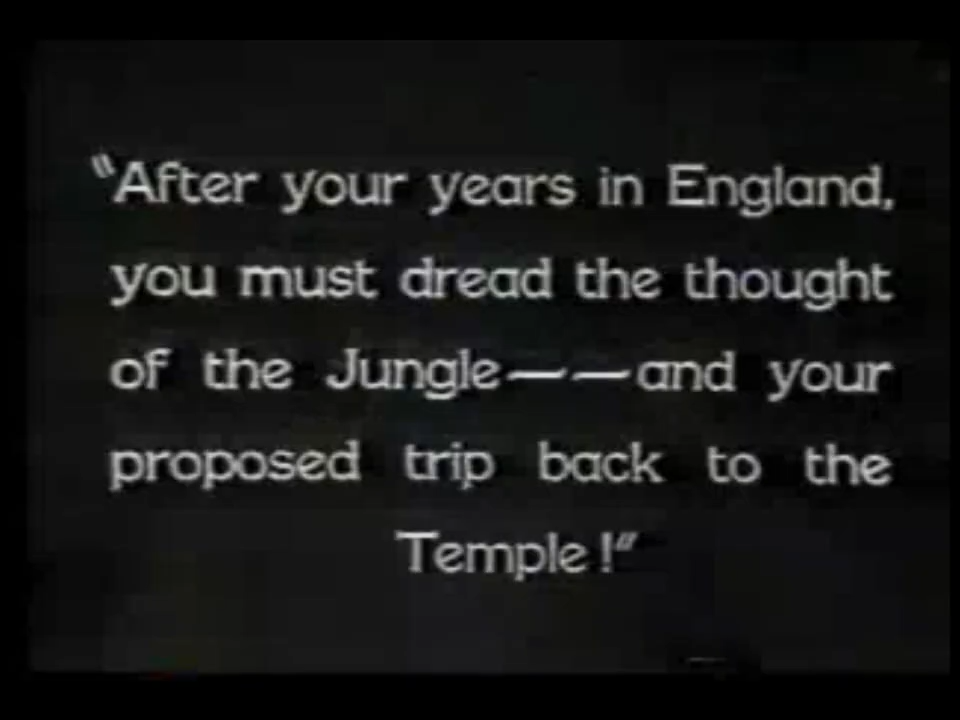 “After your years in England,
you must dread the thought
of the Jungle——and your
proposed trip back to the
Temple!”